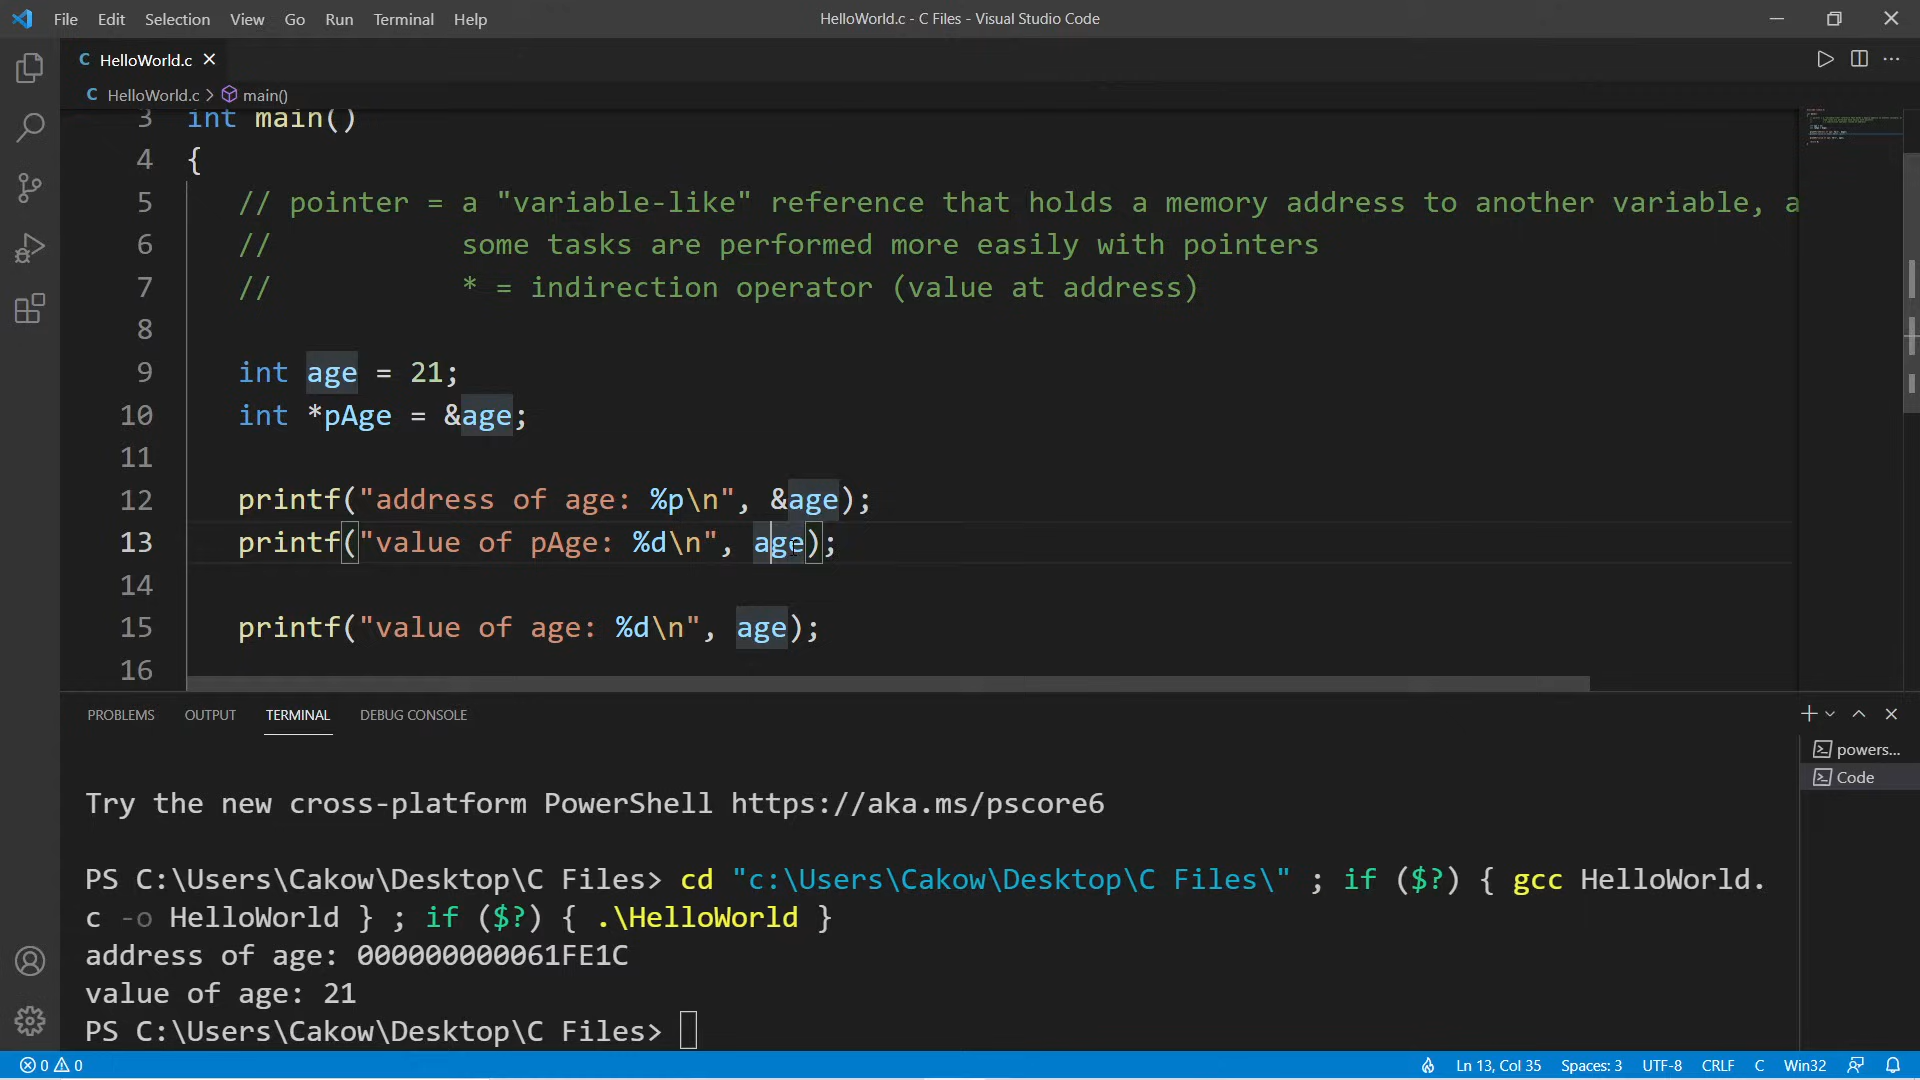 File Edit Selection View Go Run Terminal Help HelloWorld.c - C Files - Visual Studio Code
C HelloWorld.c
C HelloWorld.c > main()
3 int main()
4 {
5 // pointer = a "variable-like" reference that holds a memory address to another variable, a
6 // some tasks are performed more easily with pointers
7 // * = indirection operator (value at address)
8
9 int age = 21;
10 int *pAge = &age;
11
12 printf("address of age: %p\n", &age);
13 printf("value of pAge: %d\n", age);
14
15 printf("value of age: %d\n", age);
16
PROBLEMS OUTPUT TERMINAL DEBUG CONSOLE
powers...
Code
Try the new cross-platform PowerShell https://aka.ms/pscore6
PS C:\Users\Cakow\Desktop\C Files> cd "c:\Users\Cakow\Desktop\C Files\" ; if ($?) { gcc HelloWorld.
c -o HelloWorld } ; if ($?) { .\HelloWorld }
address of age: 000000000061FE1C
value of age: 21
PS C:\Users\Cakow\Desktop\C Files>
0 0 Ln 13, Col 35 Spaces: 3 UTF-8 CRLF C Win32